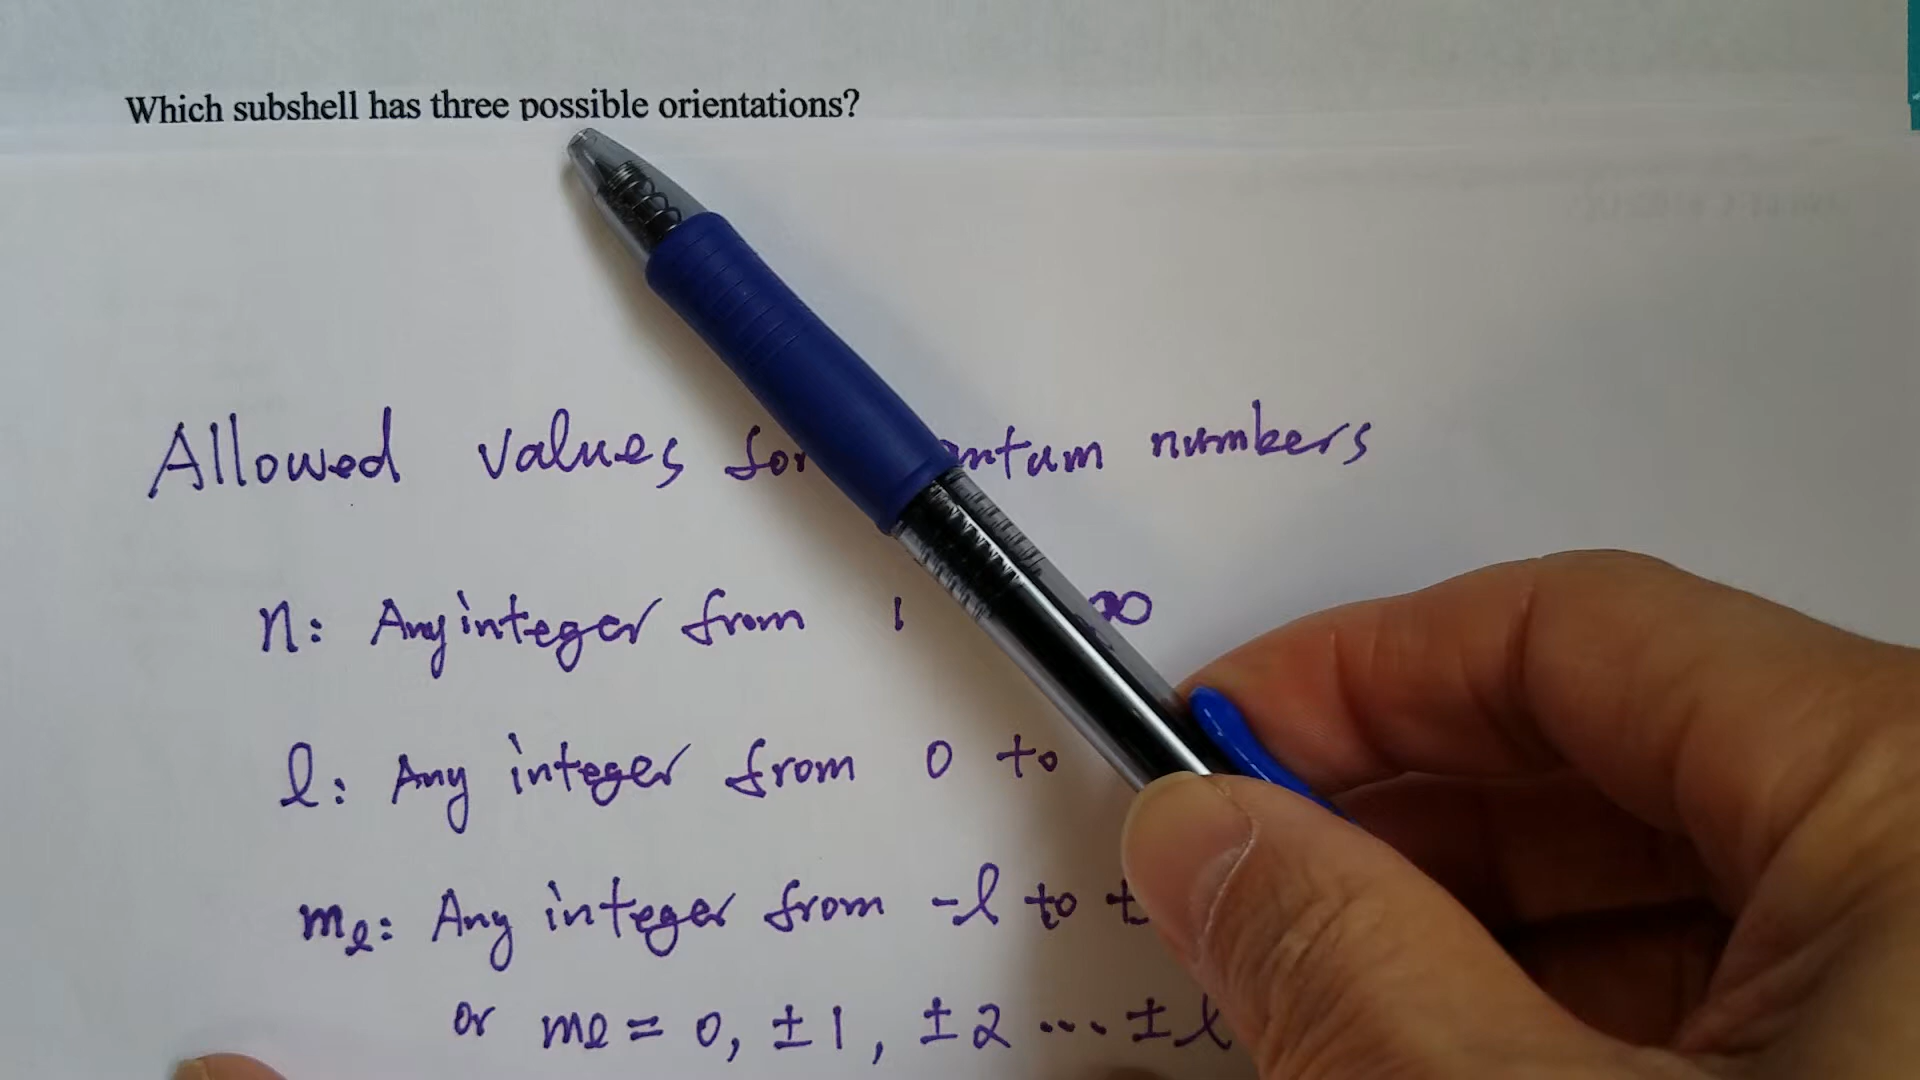 Which subshell has three possible orientations?
Allowed values for numbers
n: Any integer from 1 ∞
l: Any integer from 0 to
ml: Any integer from -l to
or ml = 0, ±1, ±2 ... ±l